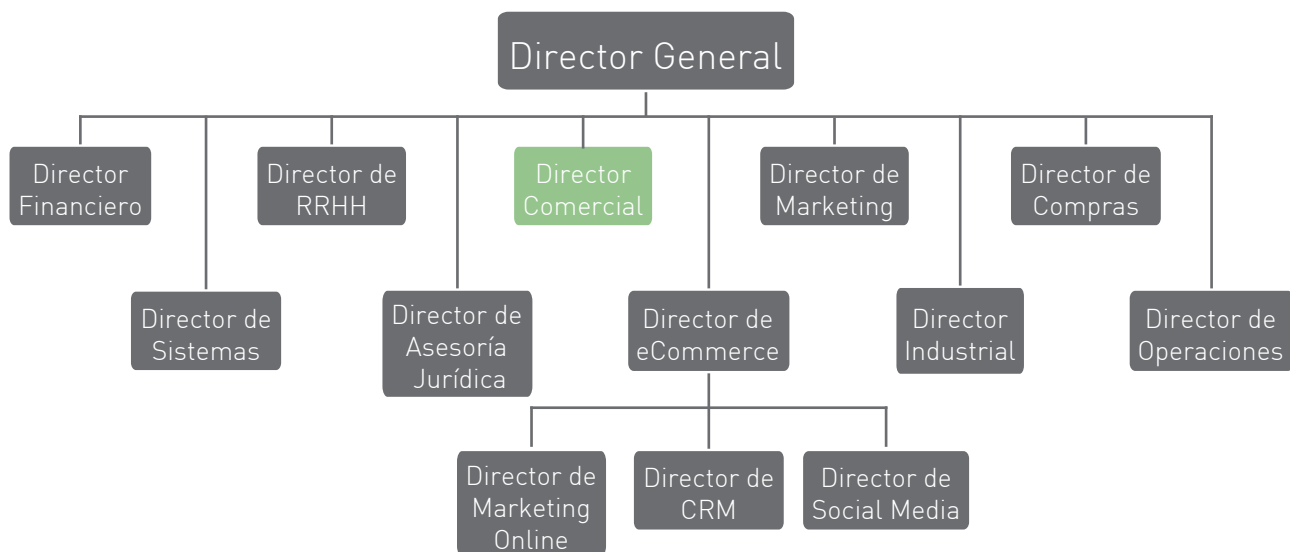 Director General
Director
Financiero
Director de
RRHH
Director
Comercial
Director de
Marketing
Director de
Compras
Director de
Sistemas
Director de
Asesoría
Jurídica
Director de
eCommerce
Director
Industrial
Director de
Operaciones
Director de
Marketing
Online
Director de
CRM
Director de
Social Media